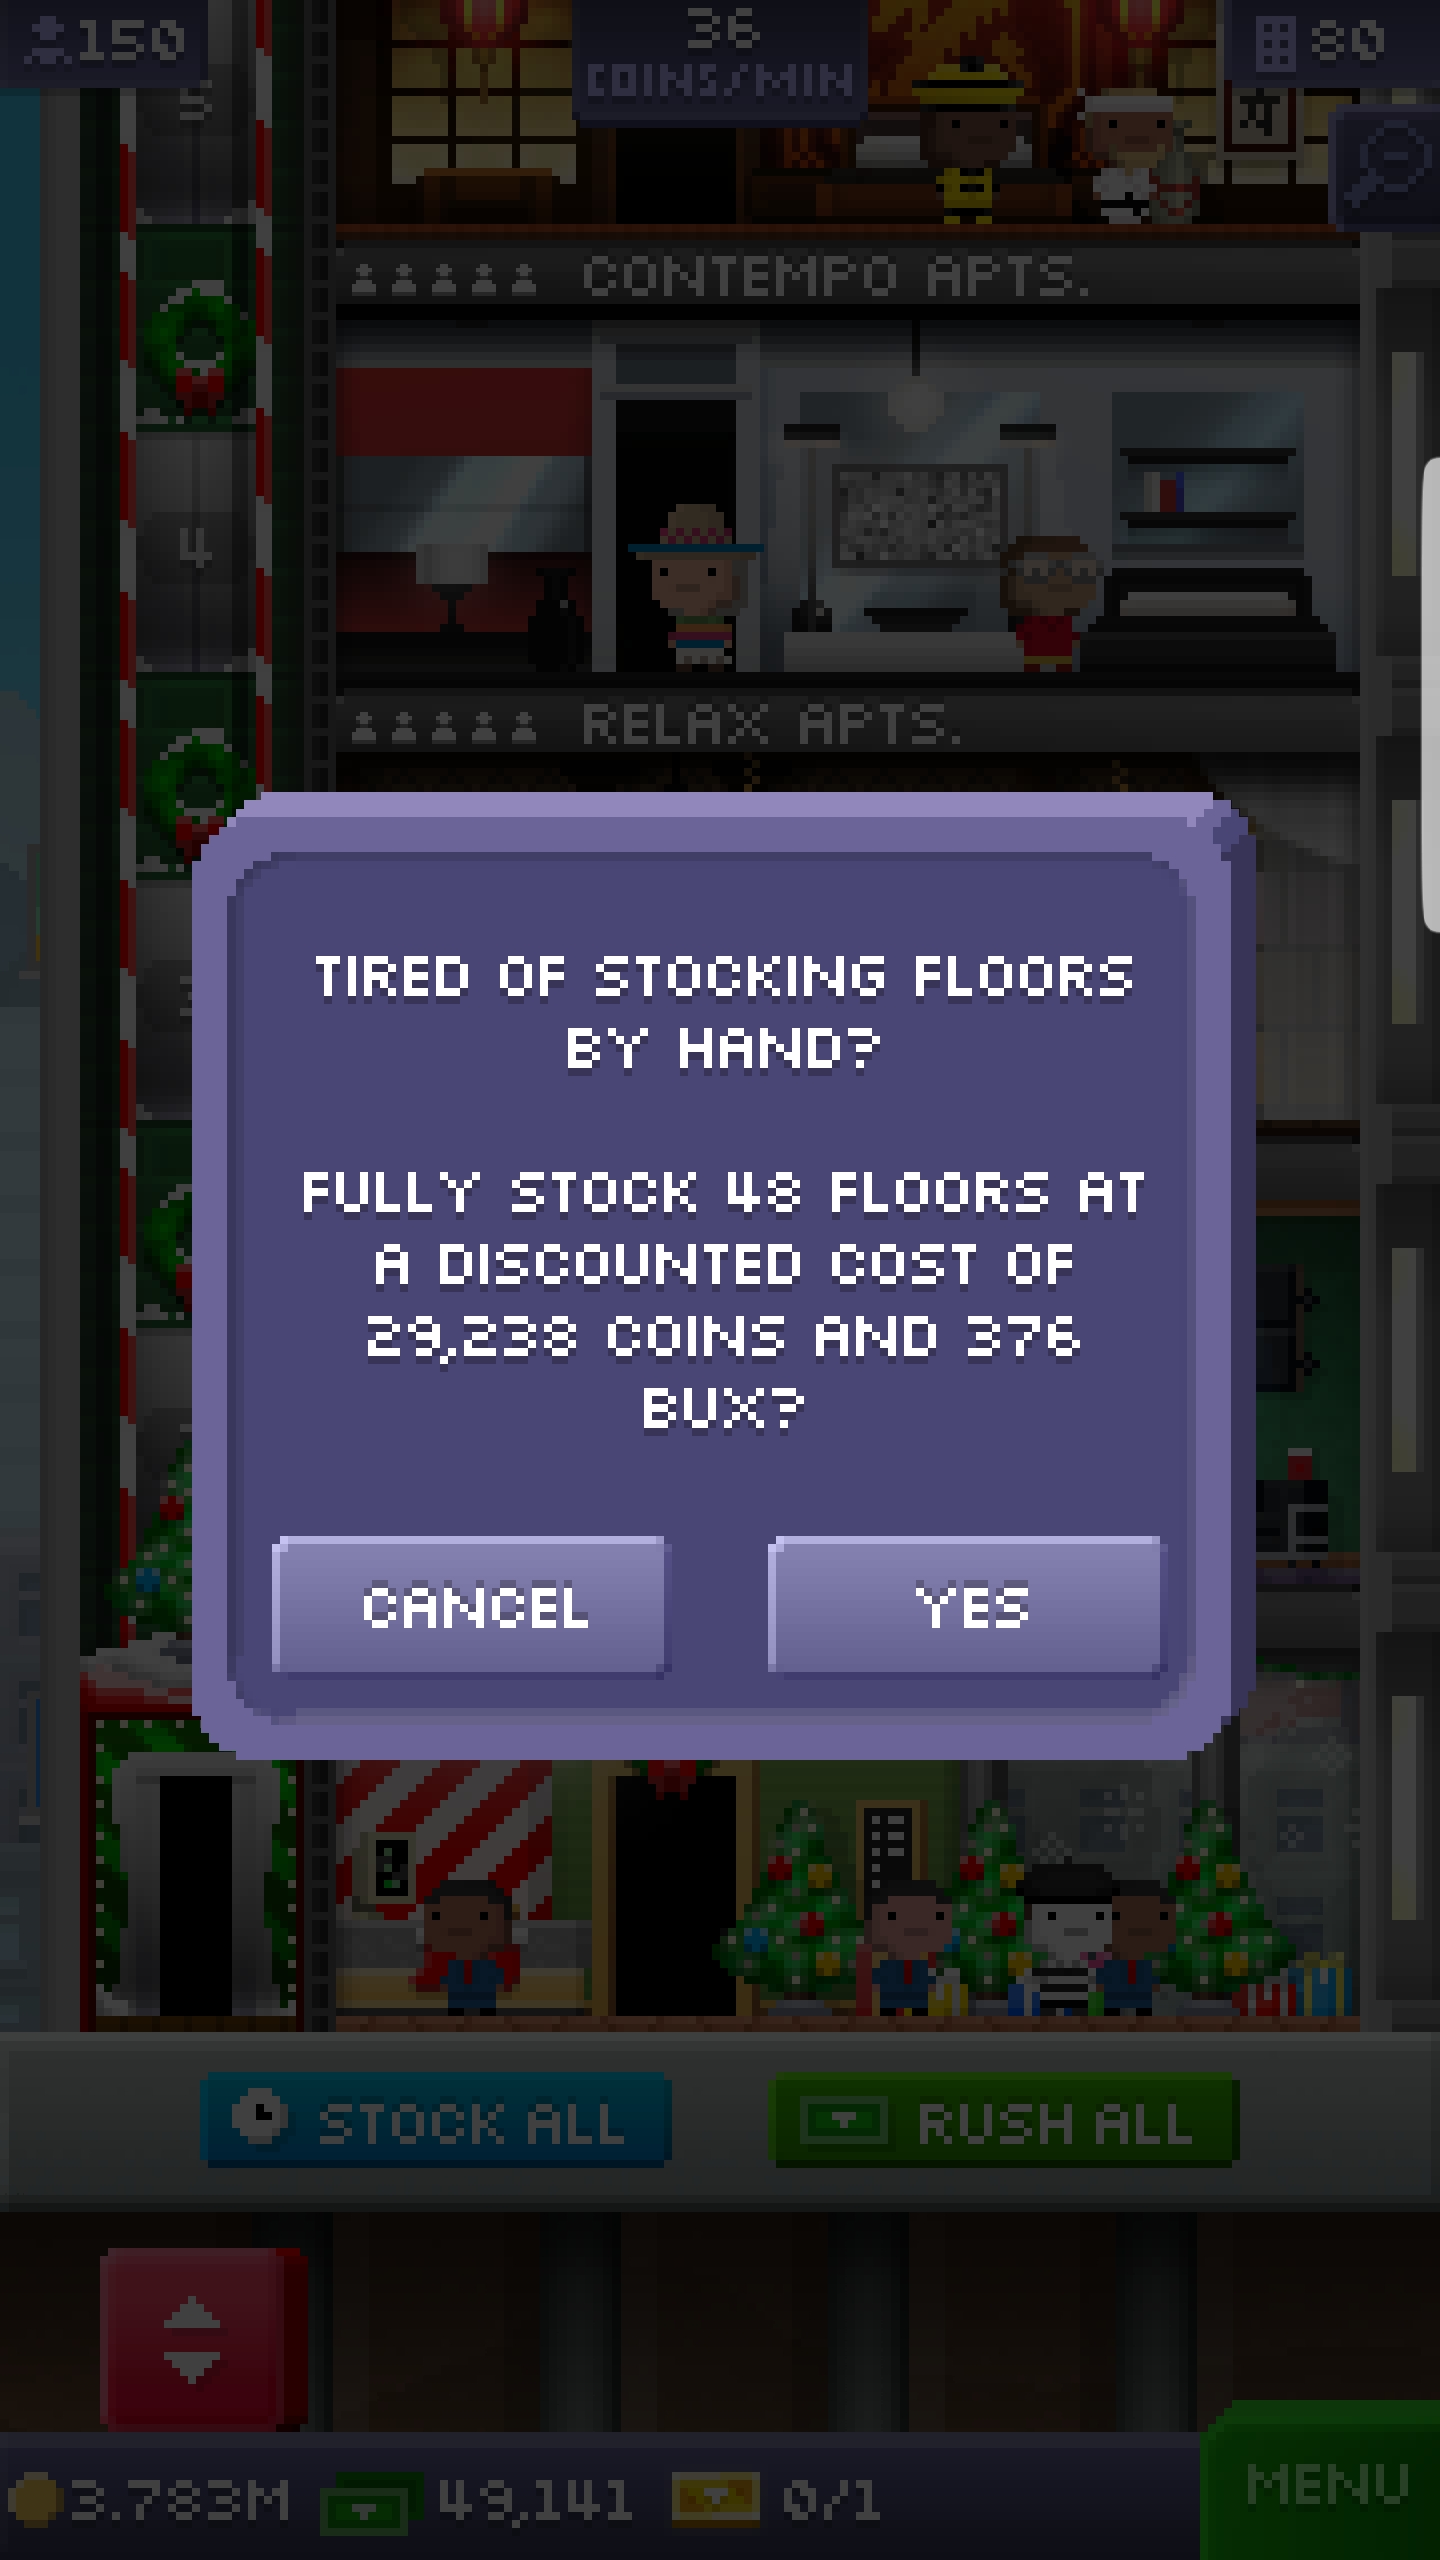 150
36
COINS/MIN
80
5
CONTEMPO APTS.
4
RELAX APTS.
TIRED OF STOCKING FLOORS
BY HAND?
FULLY STOCK 48 FLOORS AT
A DISCOUNTED COST OF
29,238 COINS AND 376
BUX?
CANCEL
YES
STOCK ALL
RUSH ALL
3.783M
49,141
0/1
MENU